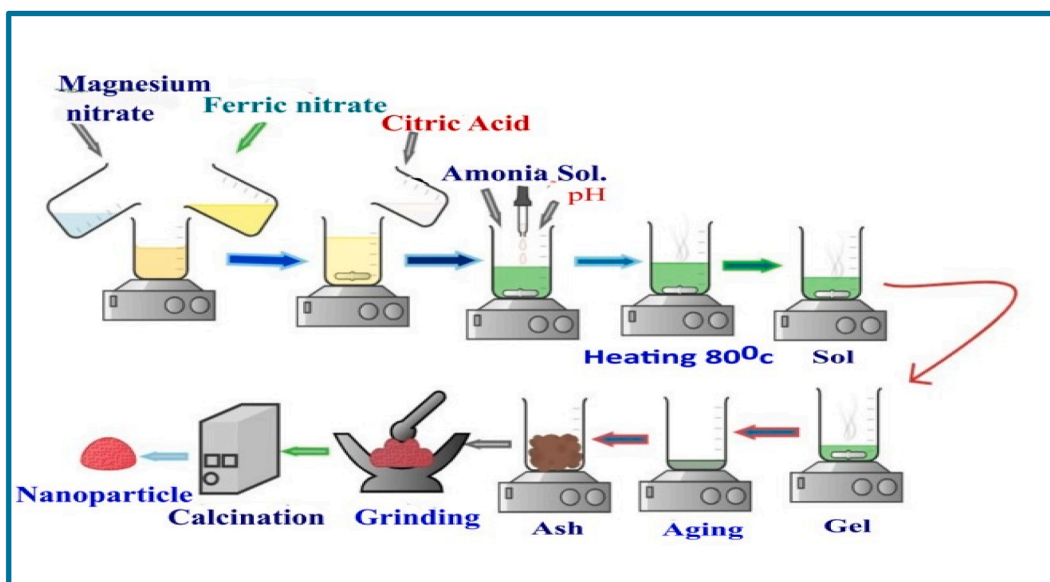 Magnesium
nitrate
Ferric nitrate
Citric Acid
Amonia Sol.
pH
Heating 80⁰c
Sol
Nanoparticle
Calcination
Grinding
Ash
Aging
Gel